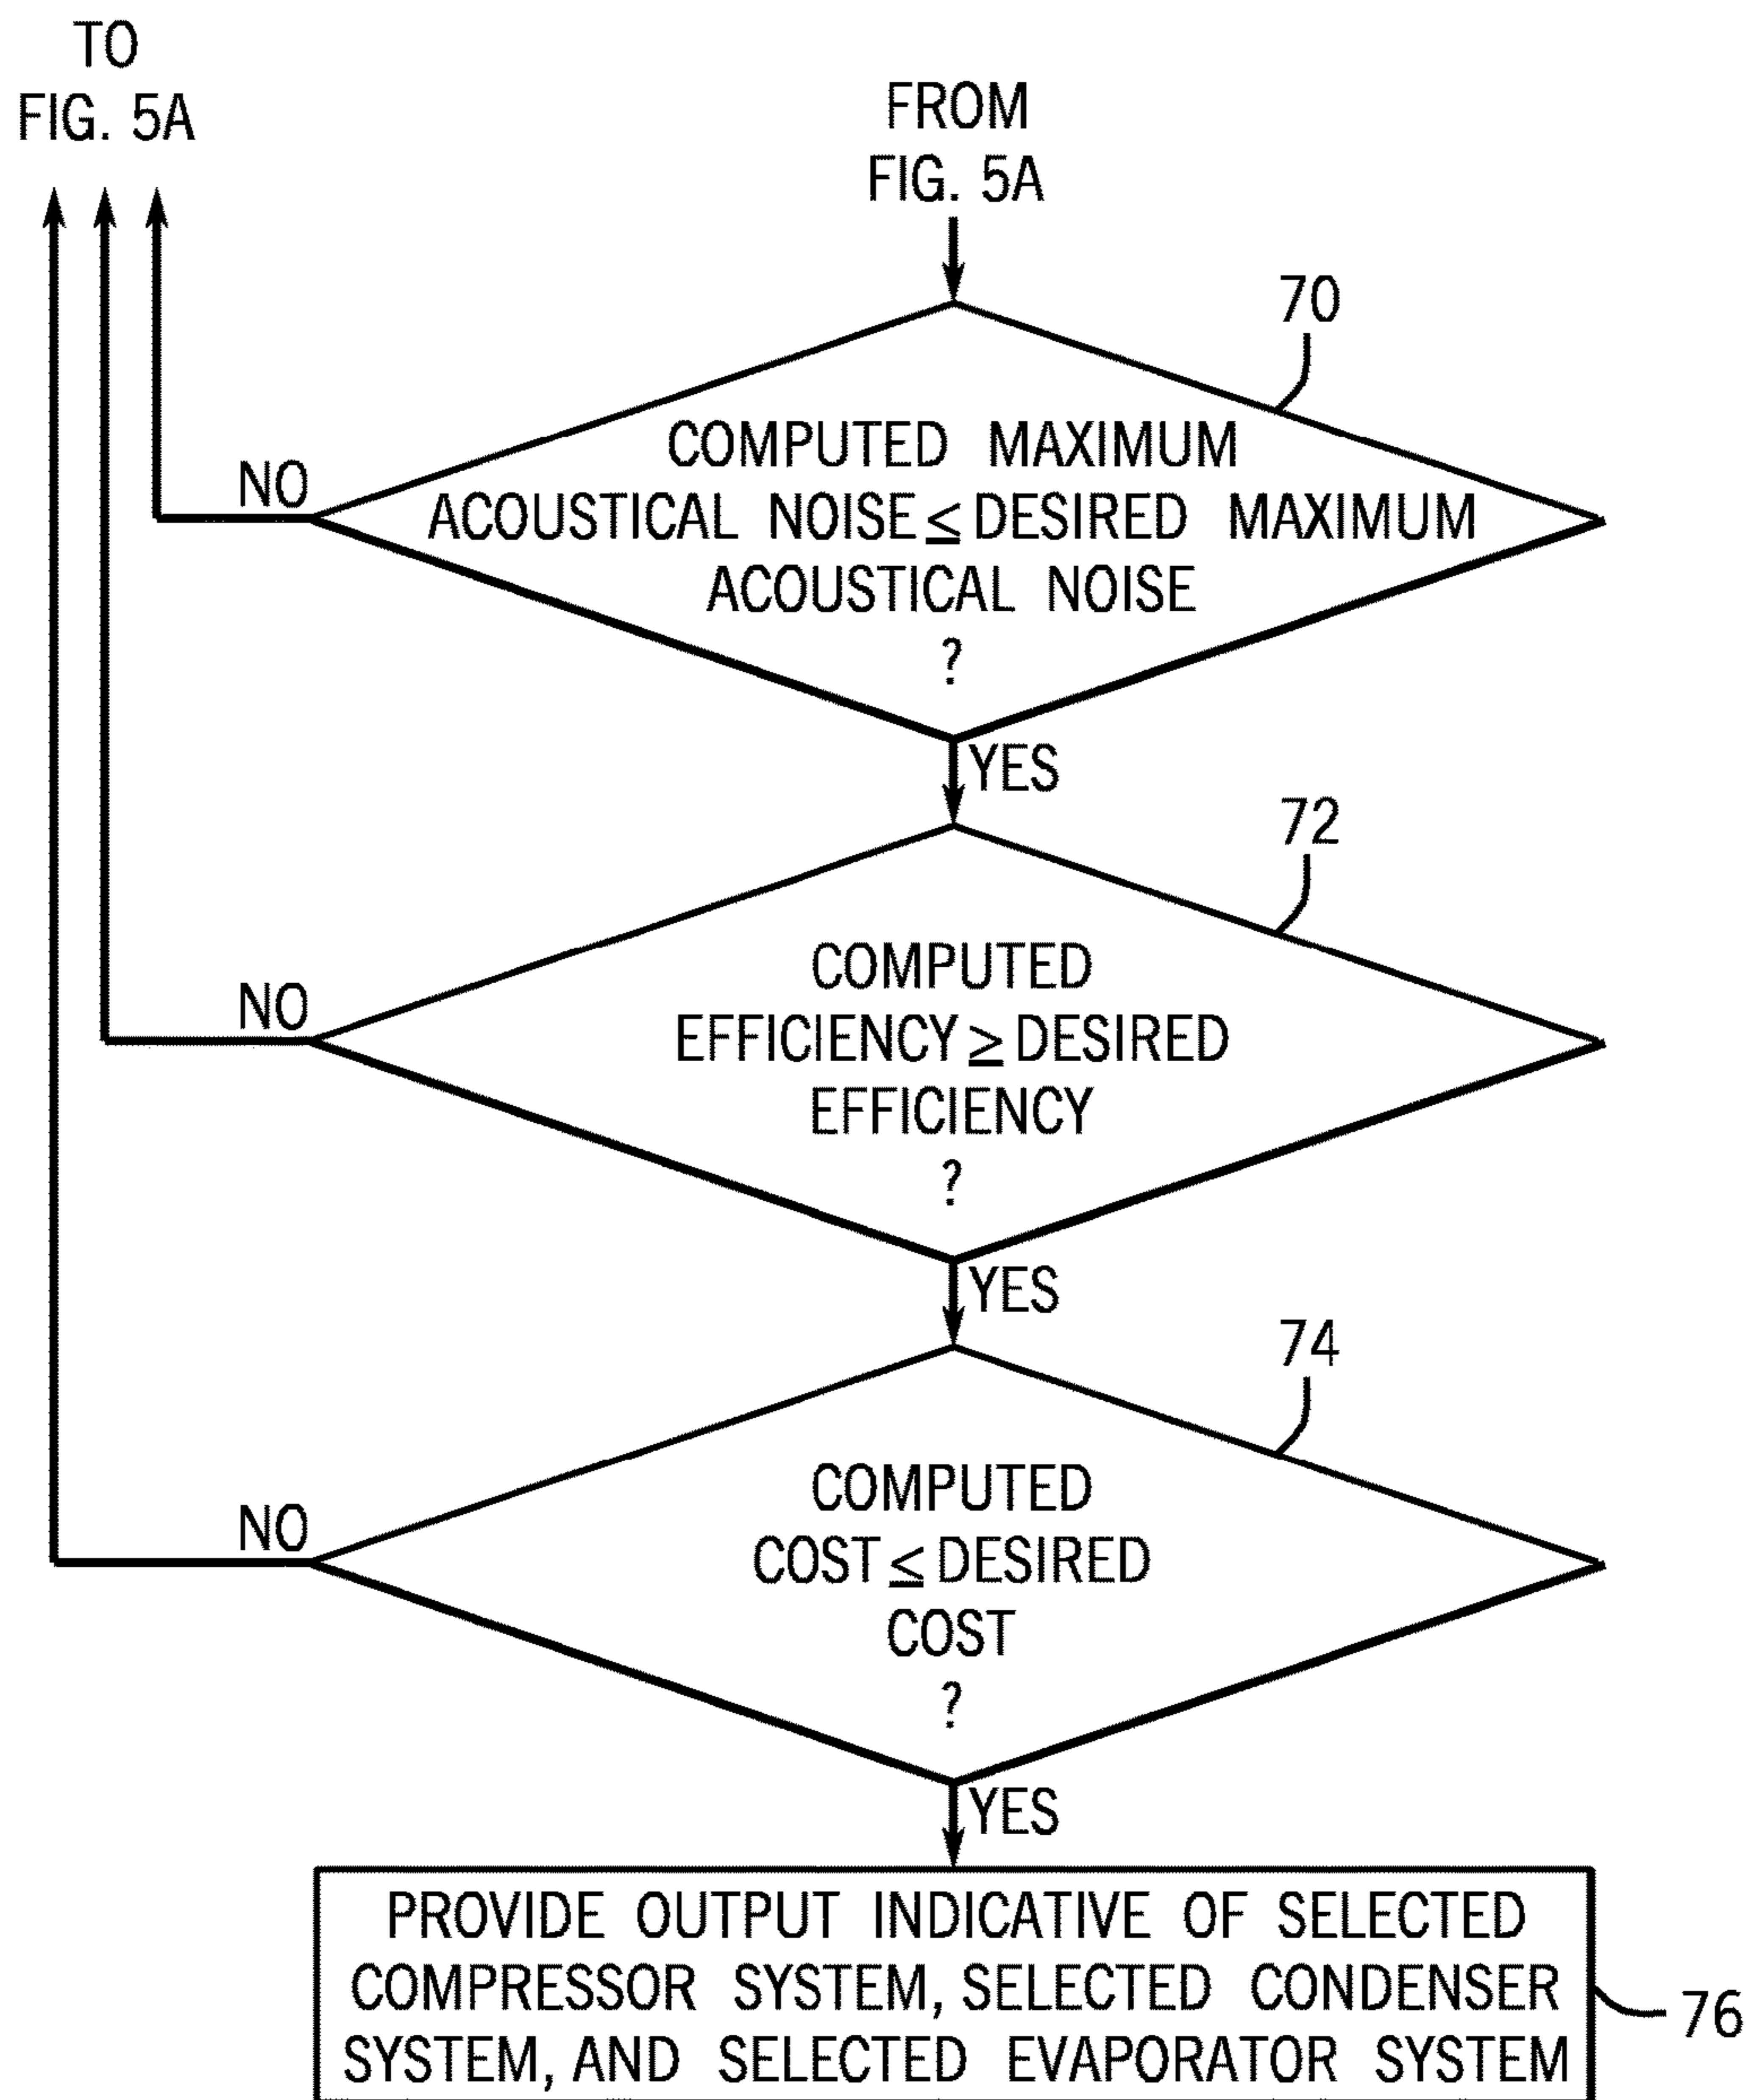 TO
FIG. 5A
FROM
FIG. 5A
70
COMPUTED MAXIMUM
ACOUSTICAL NOISE ≤ DESIRED MAXIMUM
ACOUSTICAL NOISE
?
NO
YES
72
COMPUTED
EFFICIENCY ≥ DESIRED
EFFICIENCY
?
NO
YES
74
COMPUTED
COST ≤ DESIRED
COST
?
NO
YES
PROVIDE OUTPUT INDICATIVE OF SELECTED
COMPRESSOR SYSTEM, SELECTED CONDENSER
SYSTEM, AND SELECTED EVAPORATOR SYSTEM
76